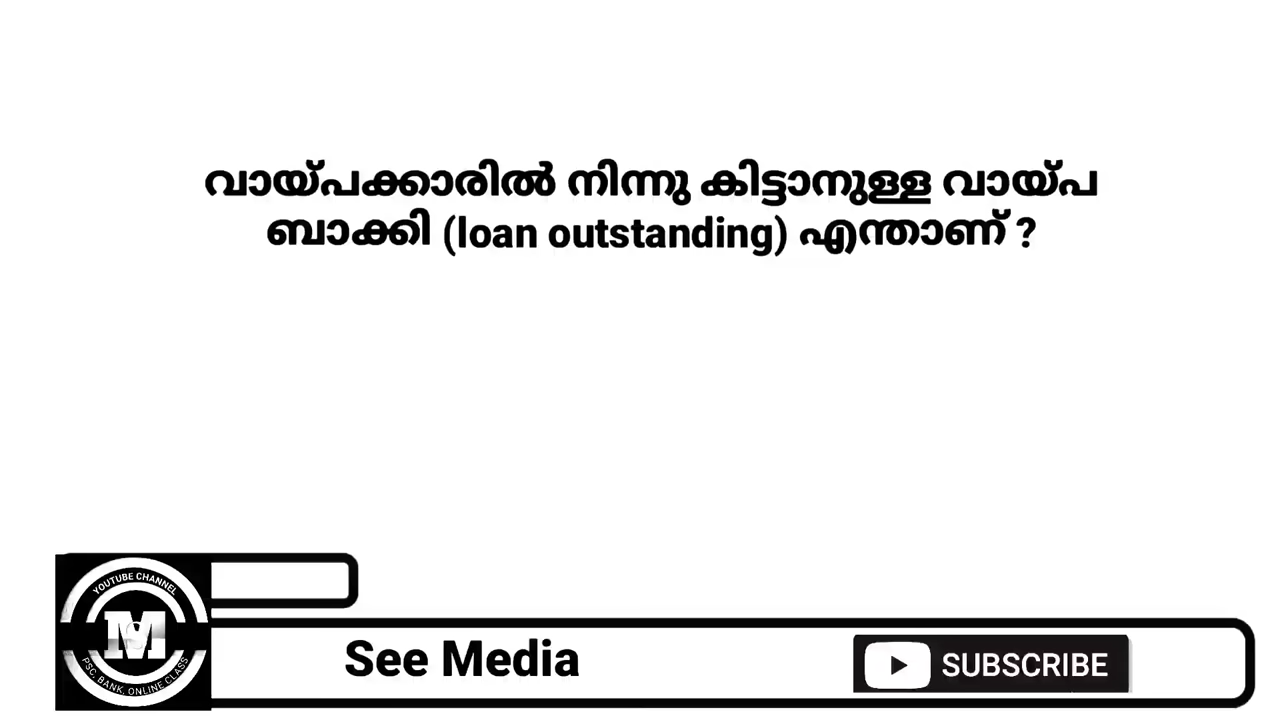 വായ്പക്കാരിൽ നിന്നു കിട്ടാനുള്ള വായ്പ
ബാക്കി (loan outstanding) എന്താണ് ?
YOUTUBE CHANNEL
M
PSC, BANK, ONLINE CLASS
See Media
SUBSCRIBE